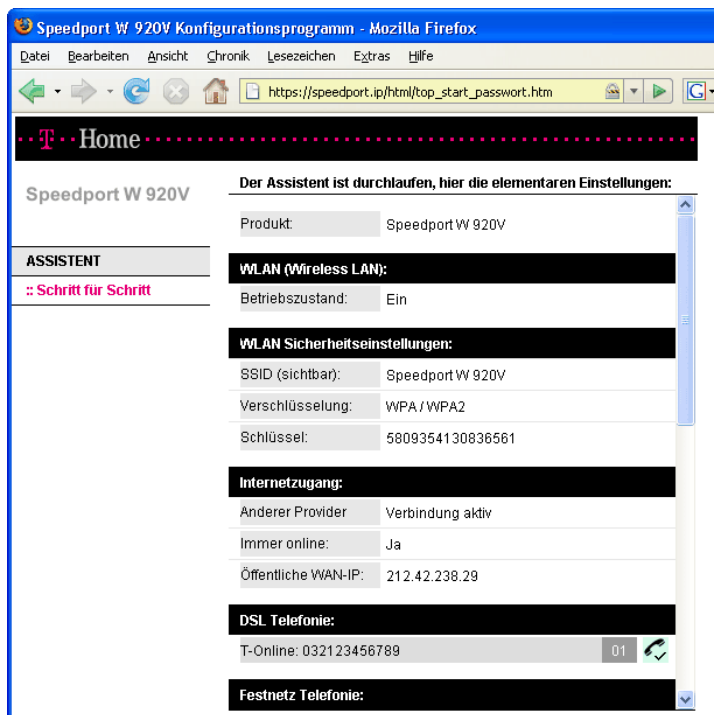 Speedport W 920V Konfigurationsprogramm - Mozilla Firefox
Datei Bearbeiten Ansicht Chronik Lesezeichen Extras Hilfe
https://speedport.ip/html/top_start_passwort.htm
G
T Home
Speedport W 920V
ASSISTENT
:: Schritt für Schritt
Der Assistent ist durchlaufen, hier die elementaren Einstellungen:
Produkt: Speedport W 920V
WLAN (Wireless LAN):
Betriebszustand: Ein
WLAN Sicherheitseinstellungen:
SSID (sichtbar): Speedport W 920V
Verschlüsselung: WPA / WPA2
Schlüssel: 5809354130836561
Internetzugang:
Anderer Provider Verbindung aktiv
Immer online: Ja
Öffentliche WAN-IP: 212.42.238.29
DSL Telefonie:
T-Online: 032123456789 01
Festnetz Telefonie: